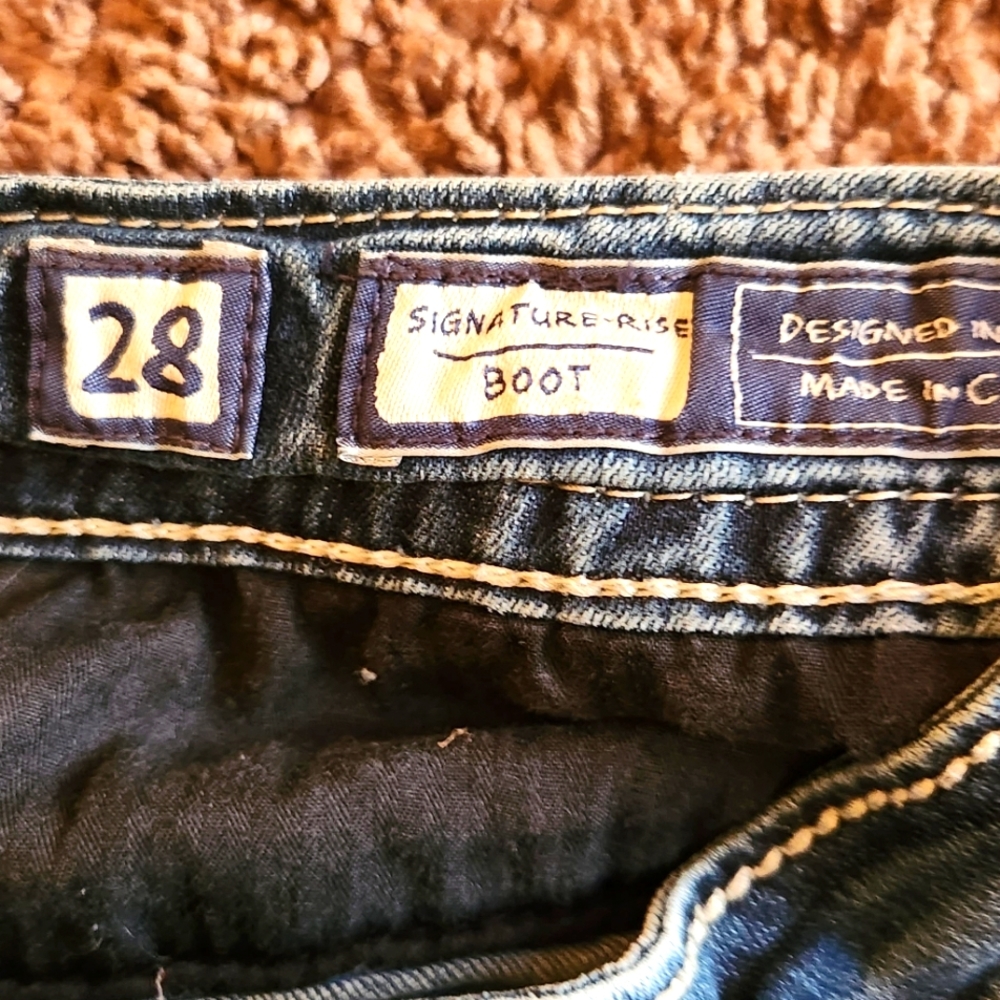 28
SIGNATURE-RISE
BOOT
DESIGNED IN
MADE IN